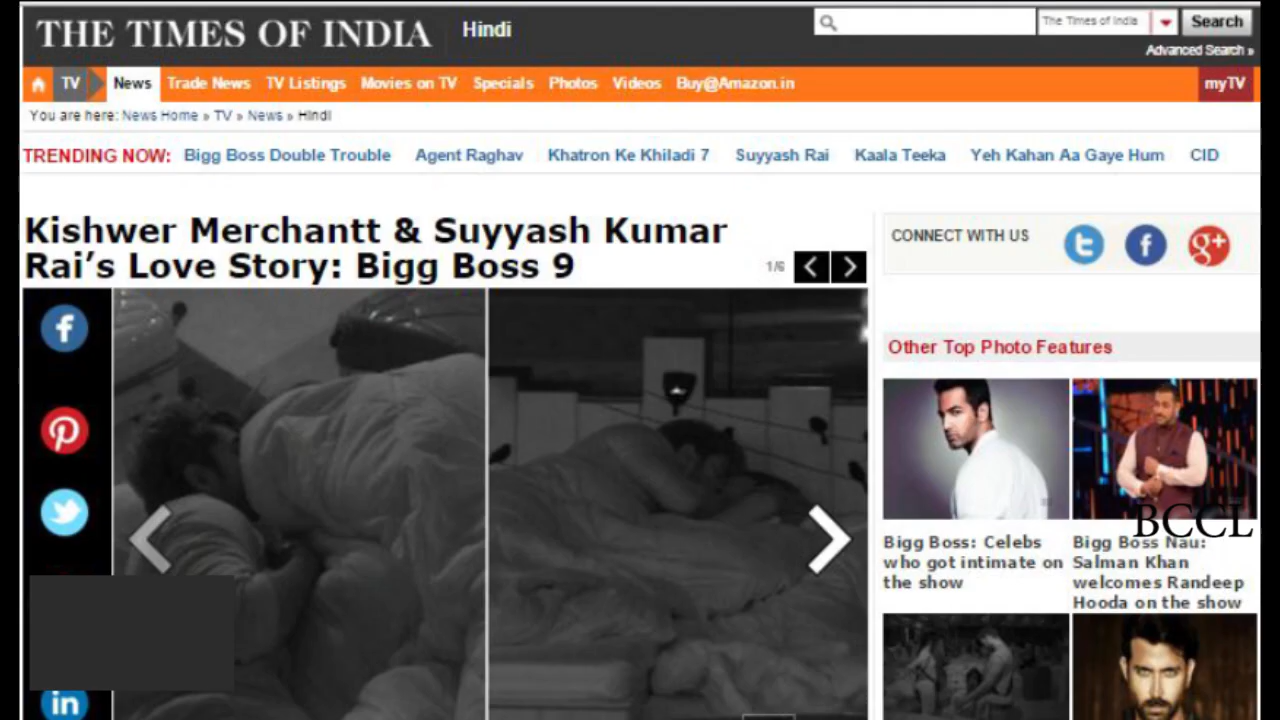 THE TIMES OF INDIA
Hindi
The Times of India
Search
Advanced Search »
TV
News
Trade News
TV Listings
Movies on TV
Specials
Photos
Videos
Buy@Amazon.in
myTV
You are here: News Home » TV » News » Hindi
TRENDING NOW: Bigg Boss Double Trouble Agent Raghav Khatron Ke Khiladi 7 Suyyash Rai Kaala Teeka Yeh Kahan Aa Gaye Hum CID
Kishwer Merchantt & Suyyash Kumar
Rai’s Love Story: Bigg Boss 9
1/6
CONNECT WITH US
Other Top Photo Features
BCCL
Bigg Boss: Celebs
who got intimate on
the show
Bigg Boss Nau:
Salman Khan
welcomes Randeep
Hooda on the show